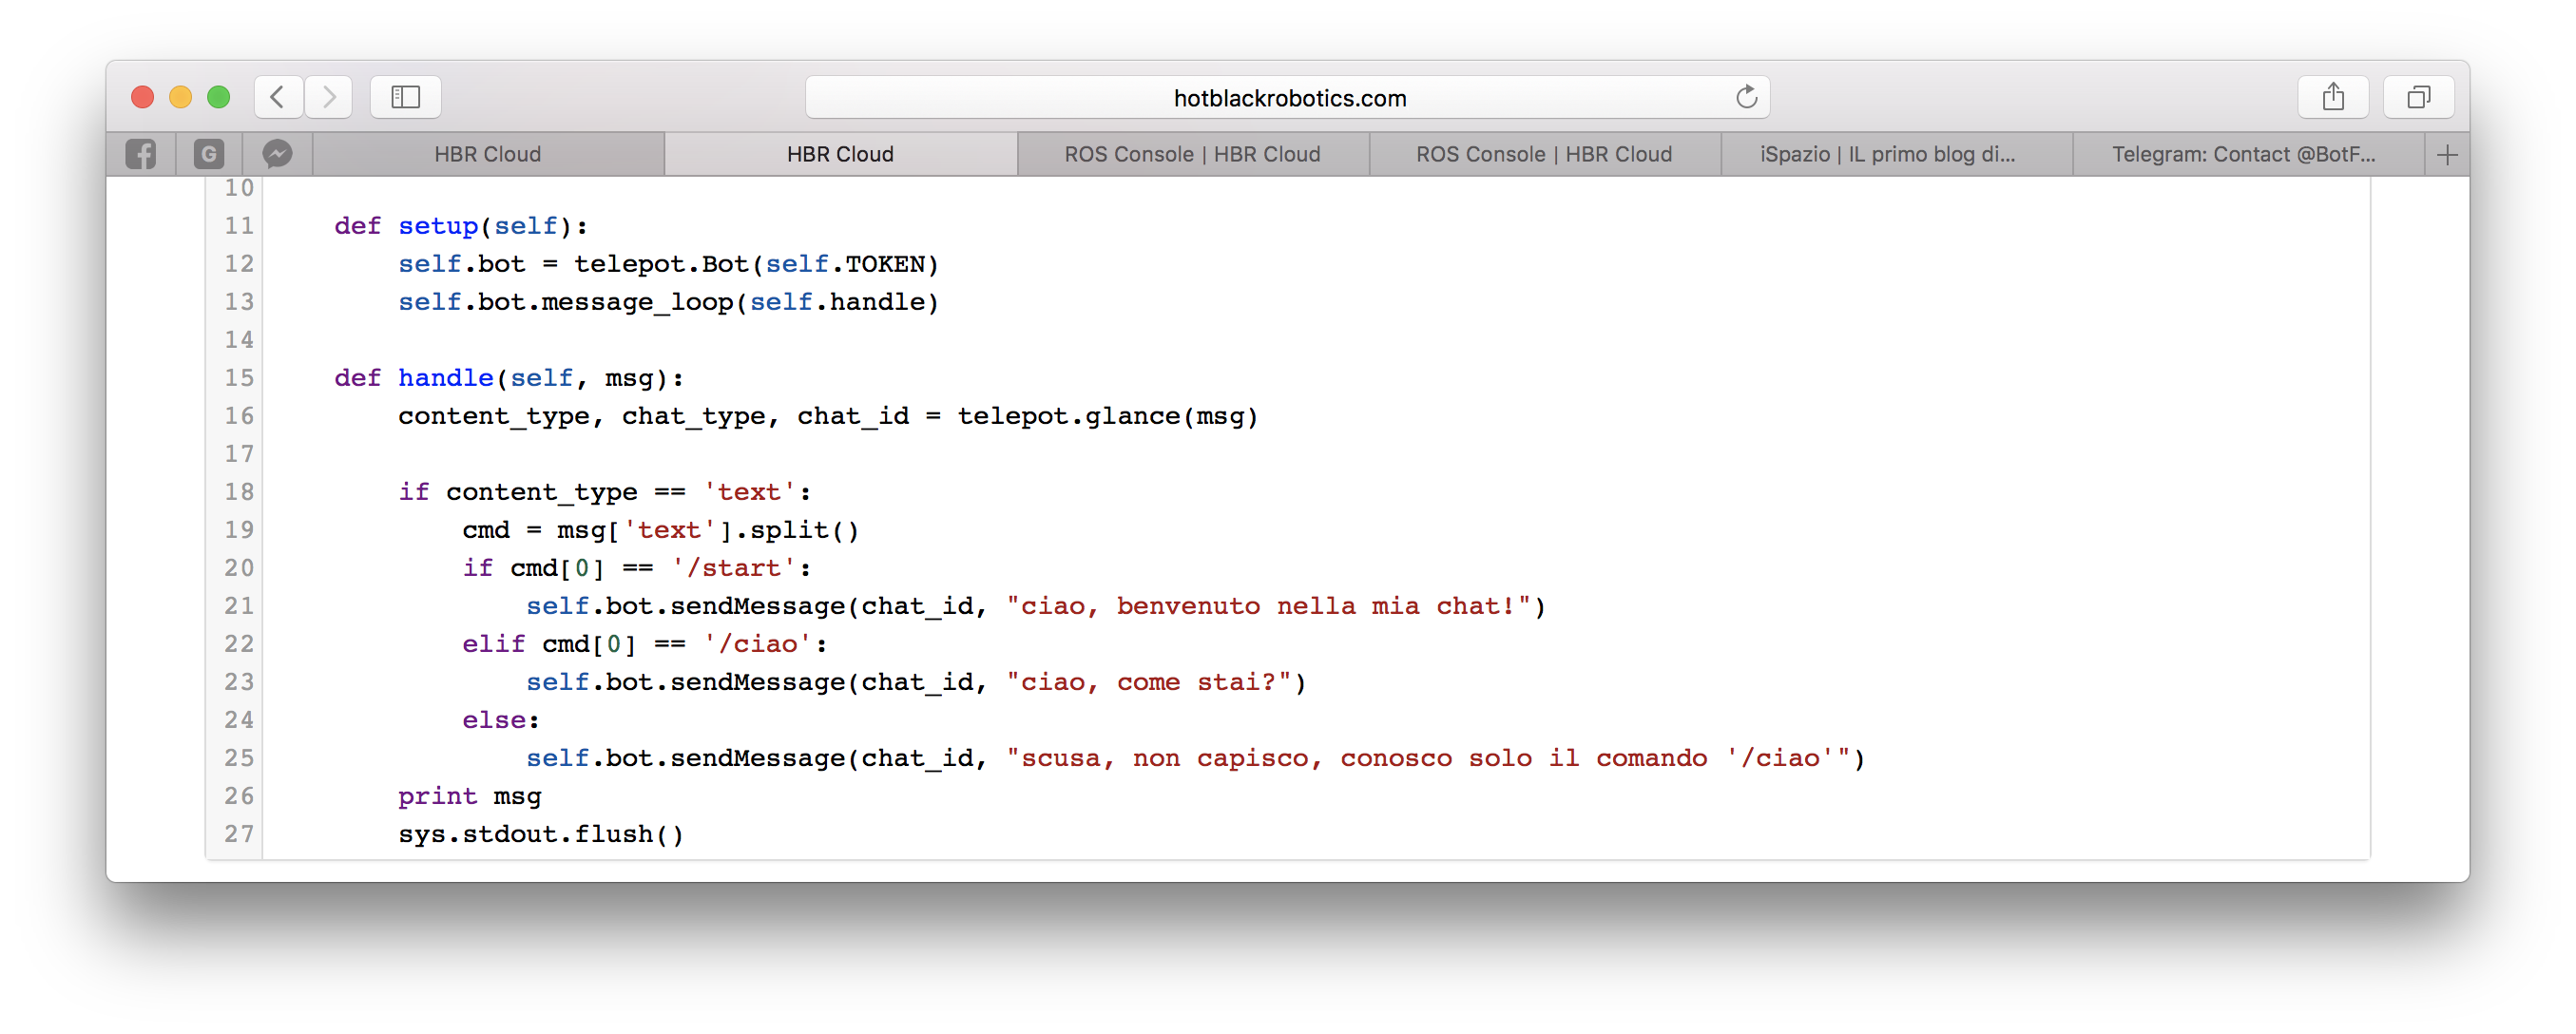 hotblackrobotics.com
G HBR Cloud HBR Cloud ROS Console | HBR Cloud ROS Console | HBR Cloud iSpazio | IL primo blog di... Telegram: Contact @BotF...
10
11 def setup(self):
12 self.bot = telepot.Bot(self.TOKEN)
13 self.bot.message_loop(self.handle)
14
15 def handle(self, msg):
16 content_type, chat_type, chat_id = telepot.glance(msg)
17
18 if content_type == 'text':
19 cmd = msg['text'].split()
20 if cmd[0] == '/start':
21 self.bot.sendMessage(chat_id, "ciao, benvenuto nella mia chat!")
22 elif cmd[0] == '/ciao':
23 self.bot.sendMessage(chat_id, "ciao, come stai?")
24 else:
25 self.bot.sendMessage(chat_id, "scusa, non capisco, conosco solo il comando '/ciao'")
26 print msg
27 sys.stdout.flush()